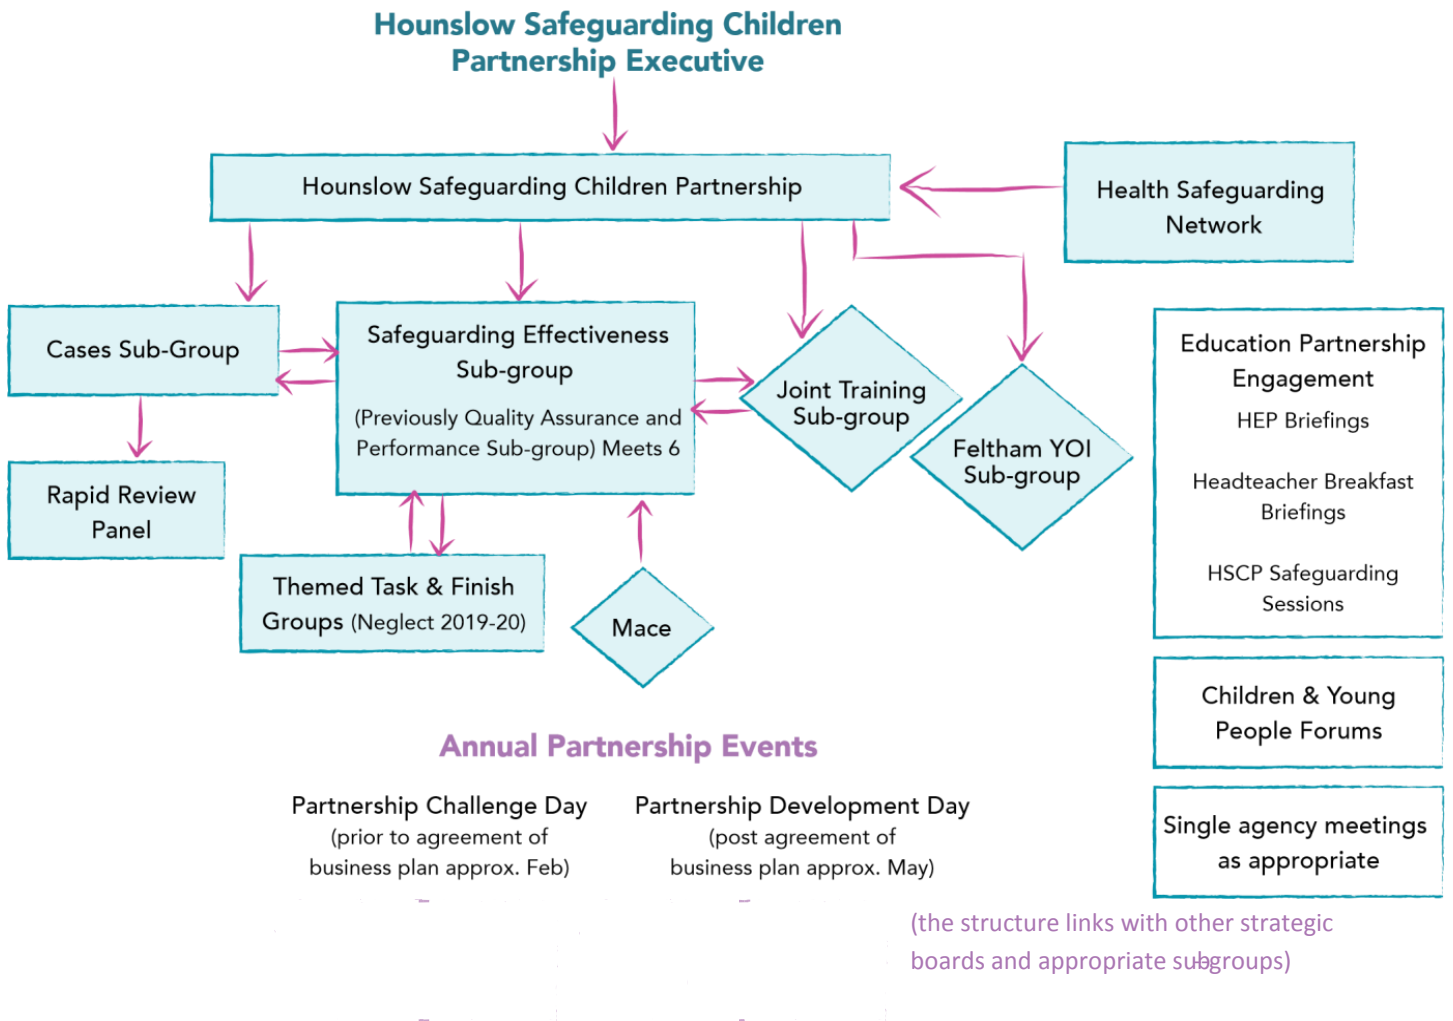 Hounslow Safeguarding Children
Partnership Executive
Hounslow Safeguarding Children Partnership
Health Safeguarding
Network
Cases Sub-Group
Safeguarding Effectiveness
Sub-group
(Previously Quality Assurance and
Performance Sub-group) Meets 6
Joint Training
Sub-group
Feltham YOI
Sub-group
Rapid Review
Panel
Themed Task & Finish
Groups (Neglect 2019-20)
Mace
Education Partnership
Engagement
HEP Briefings
Headteacher Breakfast
Briefings
HSCP Safeguarding
Sessions
Children & Young
People Forums
Single agency meetings
as appropriate
Annual Partnership Events
Partnership Challenge Day
(prior to agreement of
business plan approx. Feb)
Partnership Development Day
(post agreement of
business plan approx. May)
(the structure links with other strategic
boards and appropriate sub-groups)